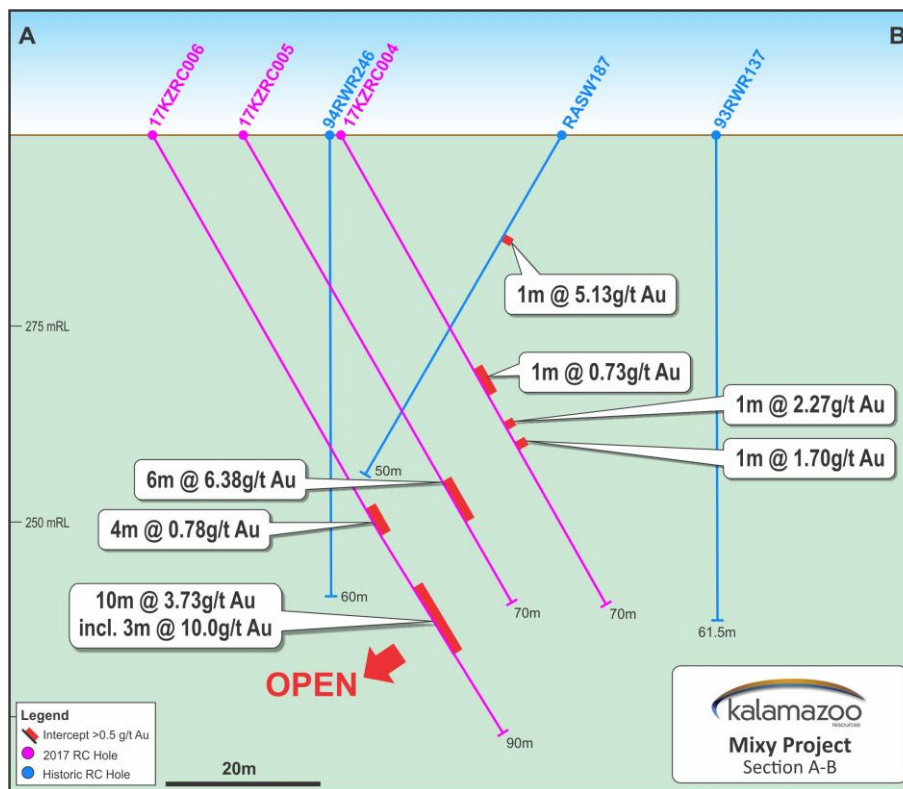 A
B
17KZRC006
17KZRC005
94RWR246
17KZRC004
RASW187
93RWR137
1m @ 5.13g/t Au
275 mRL
1m @ 0.73g/t Au
1m @ 2.27g/t Au
1m @ 1.70g/t Au
50m
6m @ 6.38g/t Au
4m @ 0.78g/t Au
250 mRL
10m @ 3.73g/t Au
incl. 3m @ 10.0g/t Au
60m
70m
70m
61.5m
OPEN
90m
Legend
Intercept >0.5 g/t Au
2017 RC Hole
Historic RC Hole
20m
kalamazoo
resources
Mixy Project
Section A-B